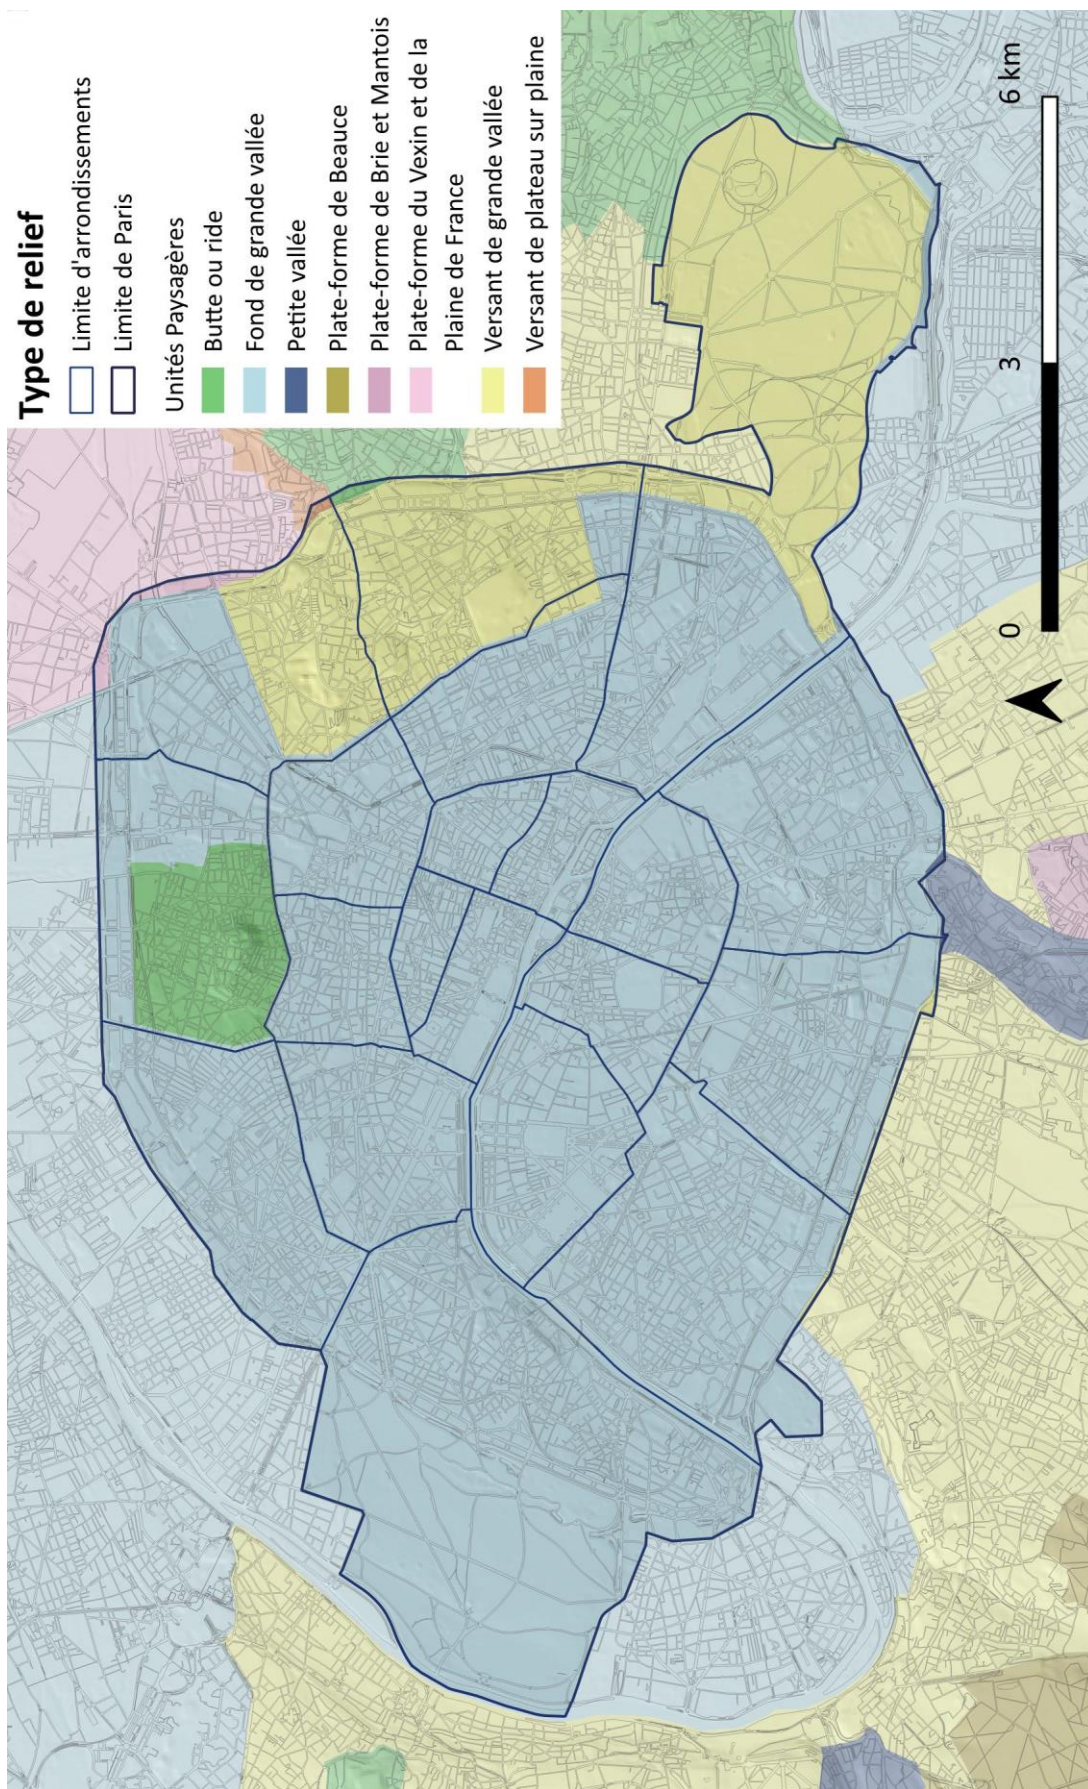 Type de relief
Limite d'arrondissements
Limite de Paris
Unités Paysagères
Butte ou ride
Fond de grande vallée
Petite vallée
Plate-forme de Beauce
Plate-forme de Brie et Mantois
Plate-forme du Vexin et de la
Plaine de France
Versant de grande vallée
Versant de plateau sur plaine
0
3
6 km